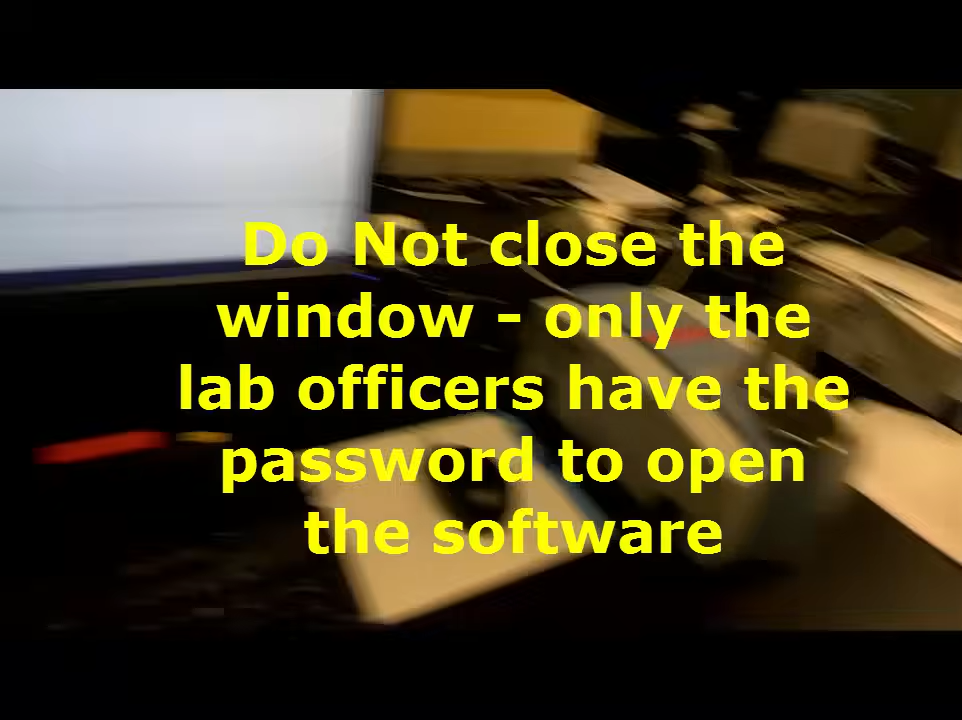 Do Not close the
window - only the
lab officers have the
password to open
the software